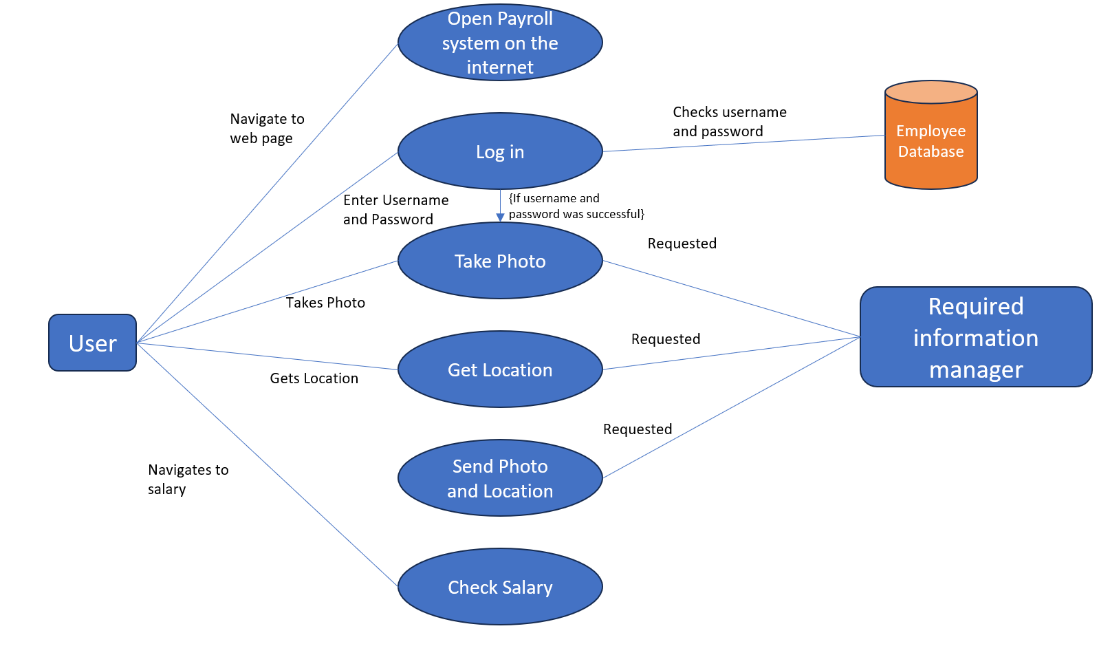 Open Payroll
system on the
internet
Navigate to
web page
Checks username
and password
Employee
Database
Log in
Enter Username
and Password
{If username and
password was successful}
Take Photo
Requested
Takes Photo
User
Required
information
manager
Requested
Get Location
Gets Location
Requested
Send Photo
and Location
Navigates to
salary
Check Salary